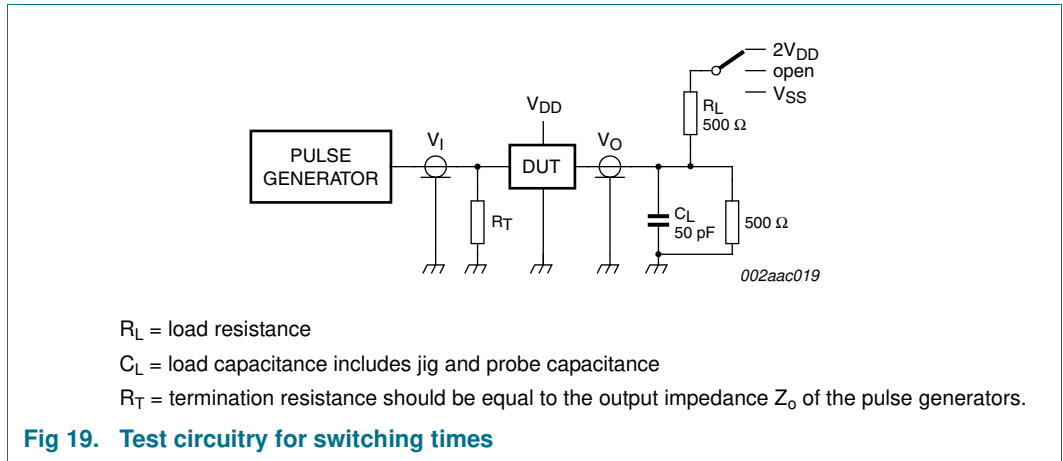 2VDD
open
VSS
RL
500 Ω
VDD
VI
VO
PULSE
GENERATOR
DUT
RT
CL
50 pF
500 Ω
002aac019
RL = load resistance
CL = load capacitance includes jig and probe capacitance
RT = termination resistance should be equal to the output impedance Zo of the pulse generators.
Fig 19. Test circuitry for switching times